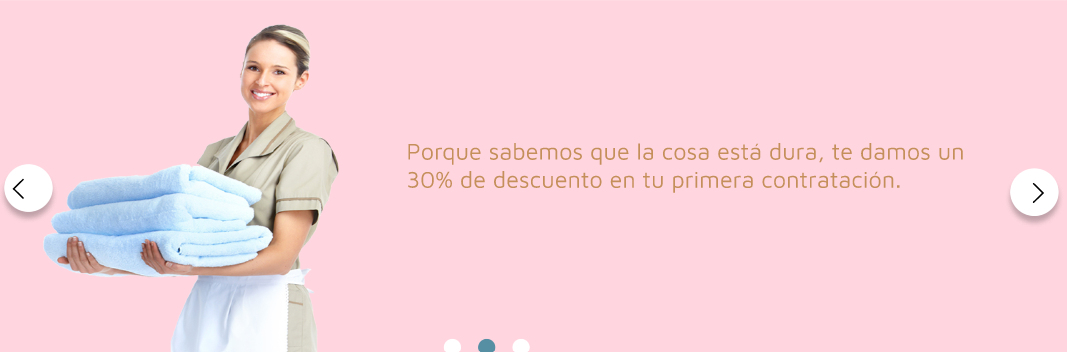 Porque sabemos que la cosa está dura, te damos un
30% de descuento en tu primera contratación.